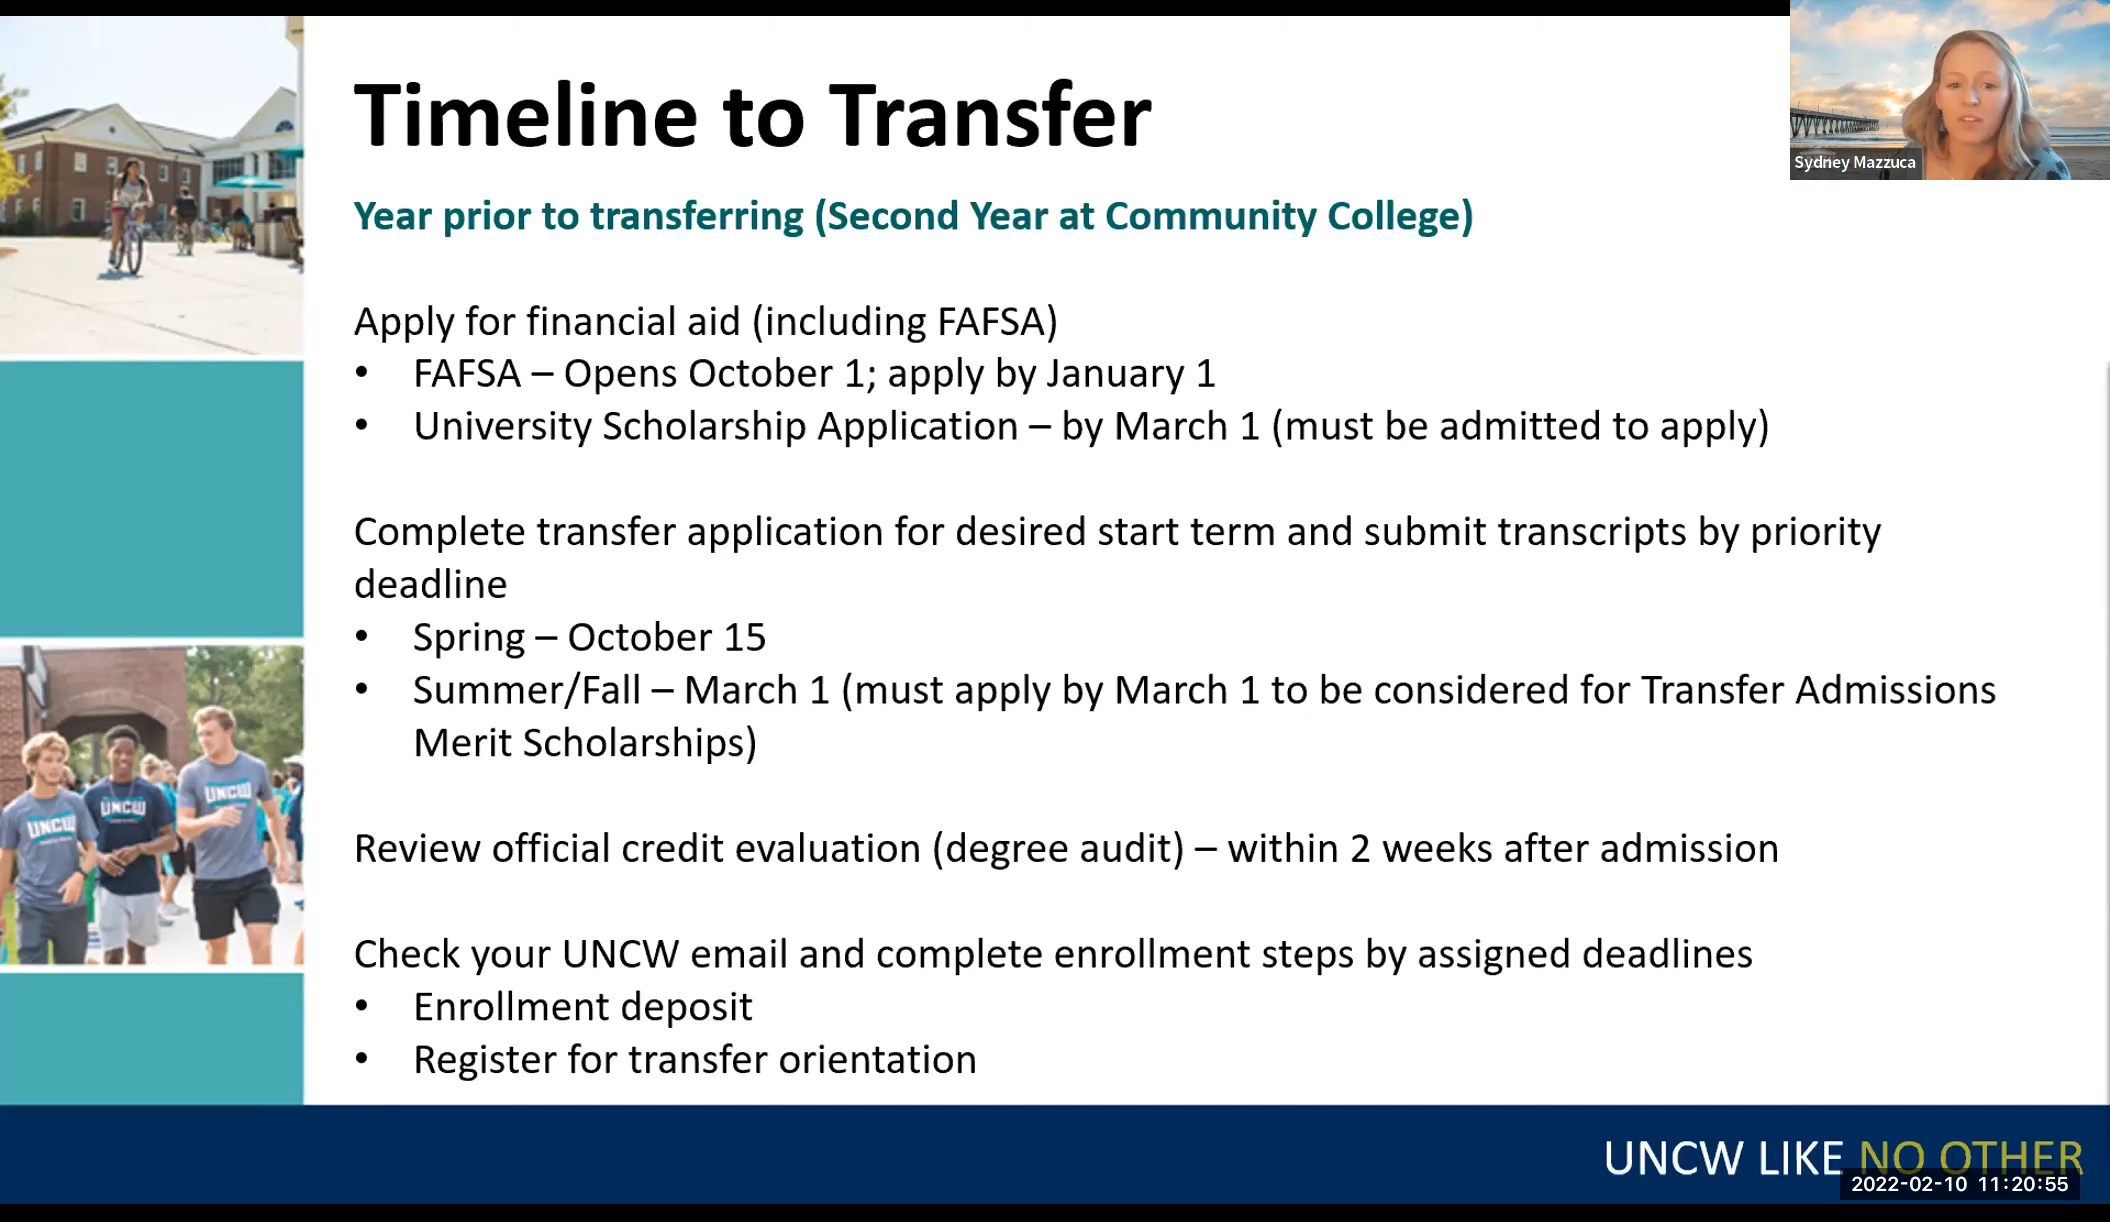 Timeline to Transfer
Sydney Mazzuca
Year prior to transferring (Second Year at Community College)
Apply for financial aid (including FAFSA)
• FAFSA – Opens October 1; apply by January 1
• University Scholarship Application – by March 1 (must be admitted to apply)
Complete transfer application for desired start term and submit transcripts by priority
deadline
• Spring – October 15
• Summer/Fall – March 1 (must apply by March 1 to be considered for Transfer Admissions
Merit Scholarships)
Review official credit evaluation (degree audit) – within 2 weeks after admission
UNCW
UNCW
UNCW
Check your UNCW email and complete enrollment steps by assigned deadlines
• Enrollment deposit
• Register for transfer orientation
UNCW LIKE NO OTHER
2022-02-10 11:20:55